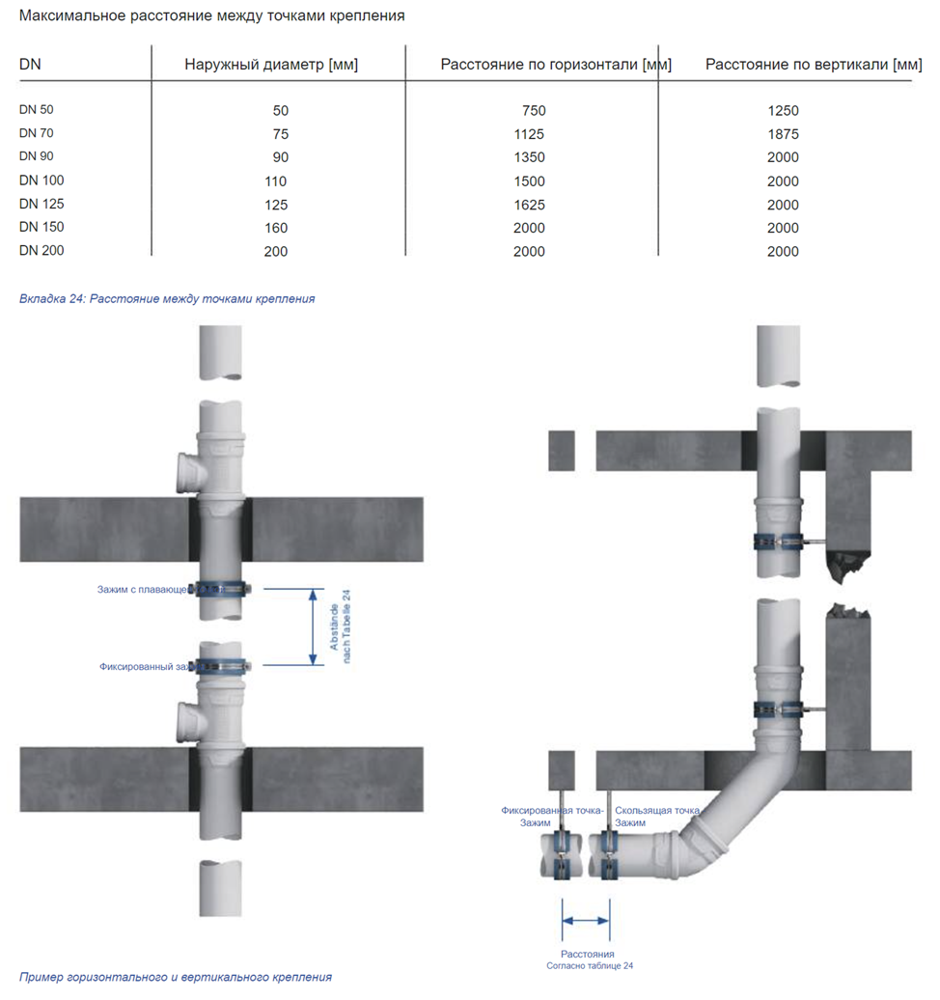 Максимальное расстояние между точками крепления
DN Наружный диаметр [мм] Расстояние по горизонтали [мм] Расстояние по вертикали [мм]
DN 50 50 750 1250
DN 70 75 1125 1875
DN 90 90 1350 2000
DN 100 110 1500 2000
DN 125 125 1625 2000
DN 150 160 2000 2000
DN 200 200 2000 2000
Вкладка 24: Расстояние между точками крепления
Зажим с плавающей
Abstände
nach Tabelle 24
Фиксированный
Фиксированная точка-
Зажим
Скользящая точка
Зажим
Расстояния
Согласно таблице 24
Пример горизонтального и вертикального крепления